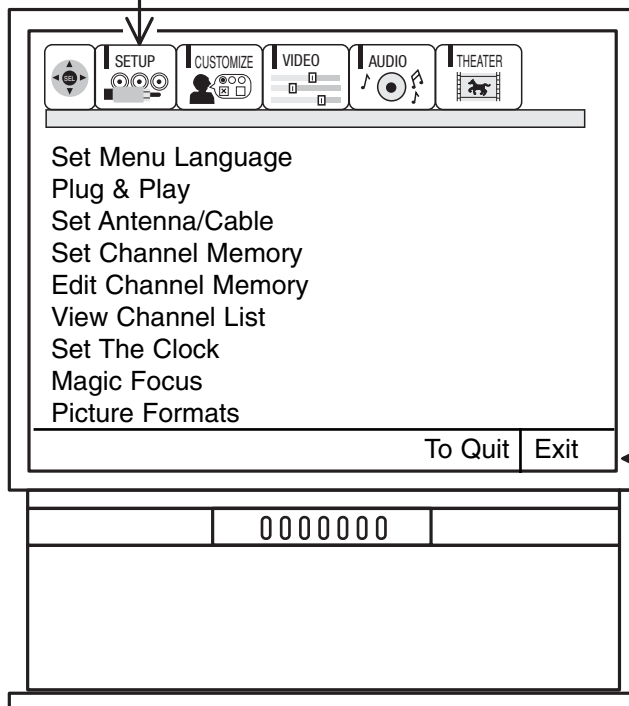 SEL SETUP CUSTOMIZE VIDEO AUDIO THEATER
Set Menu Language
Plug & Play
Set Antenna/Cable
Set Channel Memory
Edit Channel Memory
View Channel List
Set The Clock
Magic Focus
Picture Formats
To Quit Exit